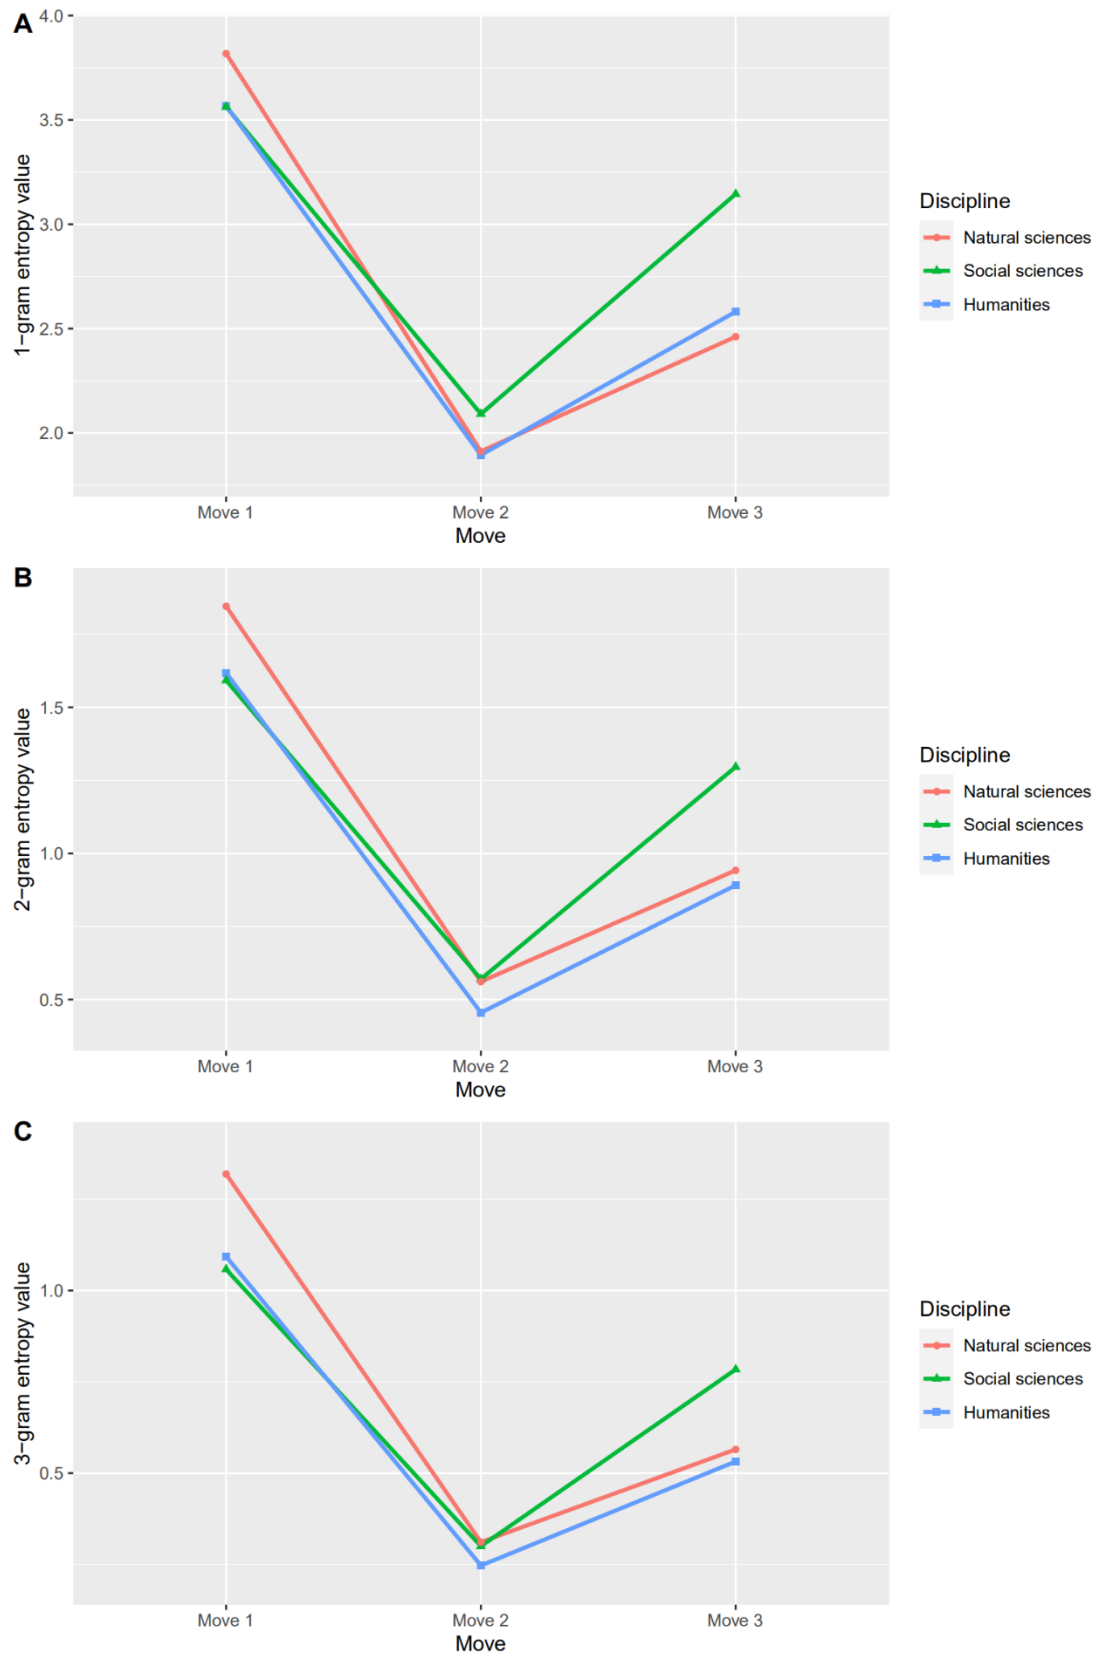 A
4.0
3.5
3.0
2.5
2.0
1−gram entropy value
Move 1 Move 2 Move 3
Move
Discipline
Natural sciences
Social sciences
Humanities
B
1.5
1.0
0.5
2−gram entropy value
Move 1 Move 2 Move 3
Move
Discipline
Natural sciences
Social sciences
Humanities
C
1.0
0.5
3−gram entropy value
Move 1 Move 2 Move 3
Move
Discipline
Natural sciences
Social sciences
Humanities